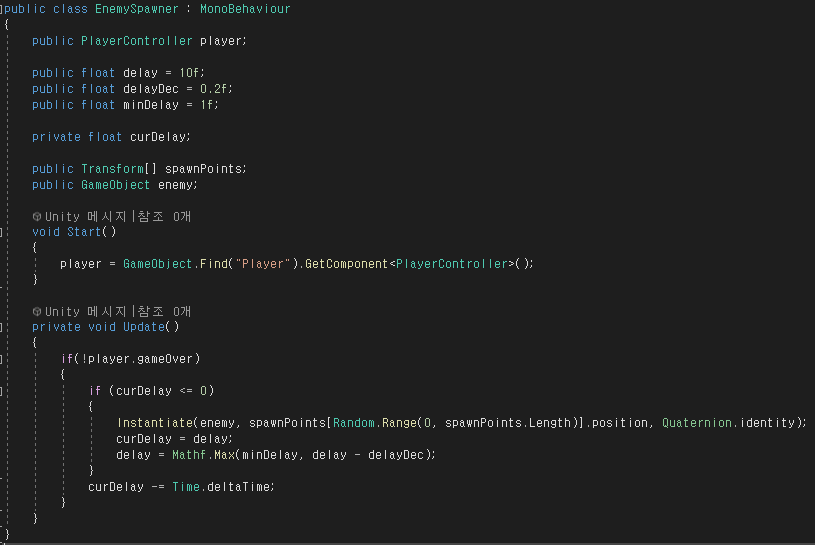 public class EnemySpawner : MonoBehaviour
{
public PlayerController player;
public float delay = 10f;
public float delayDec = 0.2f;
public float minDelay = 1f;
private float curDelay;
public Transform[] spawnPoints;
public GameObject enemy;
Unity 메시지|참조 0개
void Start()
{
player = GameObject.Find("Player").GetComponent<PlayerController>();
}
Unity 메시지|참조 0개
private void Update()
{
if(!player.gameOver)
{
if (curDelay <= 0)
{
Instantiate(enemy, spawnPoints[Random.Range(0, spawnPoints.Length)].position, Quaternion.identity);
curDelay = delay;
delay = Mathf.Max(minDelay, delay - delayDec);
}
curDelay -= Time.deltaTime;
}
}
}